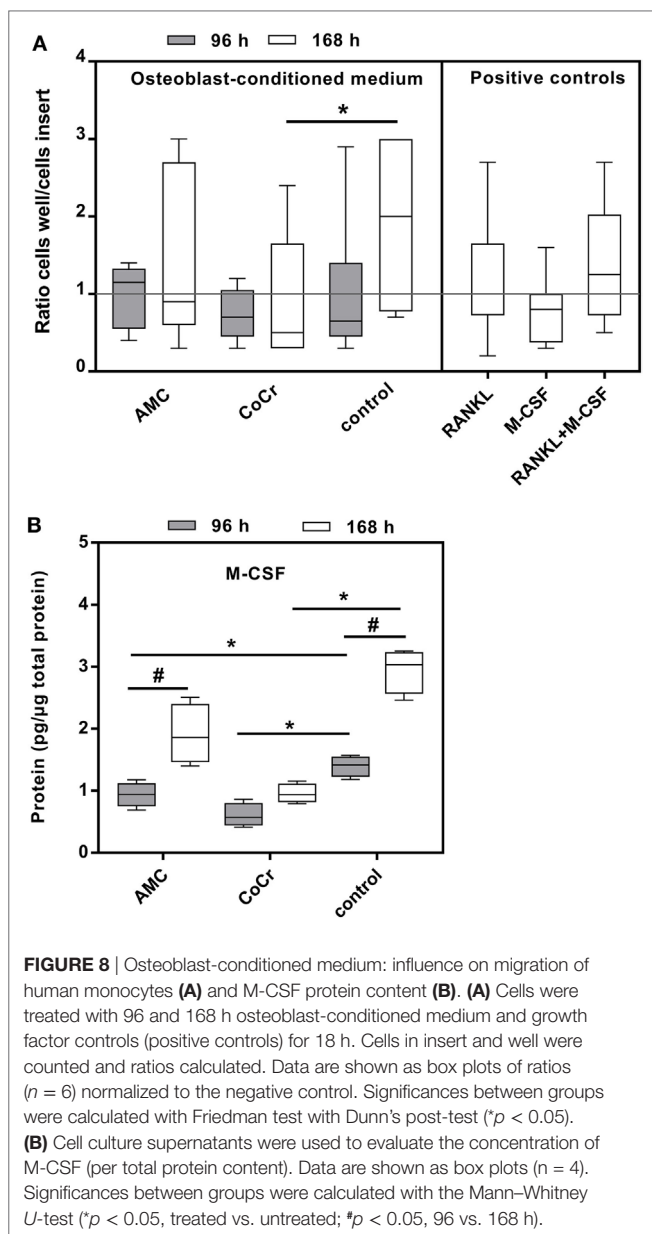 A
96 h 168 h
Osteoblast-conditioned medium Positive controls
Ratio cells well/cells insert
4
3
2
1
0
*
AMC
CoCr
control
RANKL
M-CSF
RANKL+M-CSF
B
96 h 168 h
M-CSF
Protein (pg/µg total protein)
5
4
3
2
1
0
*
* #
#
*
AMC
CoCr
control
FIGURE 8 | Osteoblast-conditioned medium: influence on migration of
human monocytes (A) and M-CSF protein content (B). (A) Cells were
treated with 96 and 168 h osteoblast-conditioned medium and growth
factor controls (positive controls) for 18 h. Cells in insert and well were
counted and ratios calculated. Data are shown as box plots of ratios
(n = 6) normalized to the negative control. Significances between groups
were calculated with Friedman test with Dunn’s post-test (*p < 0.05).
(B) Cell culture supernatants were used to evaluate the concentration of
M-CSF (per total protein content). Data are shown as box plots (n = 4).
Significances between groups were calculated with the Mann–Whitney
U-test (*p < 0.05, treated vs. untreated; #p < 0.05, 96 vs. 168 h).